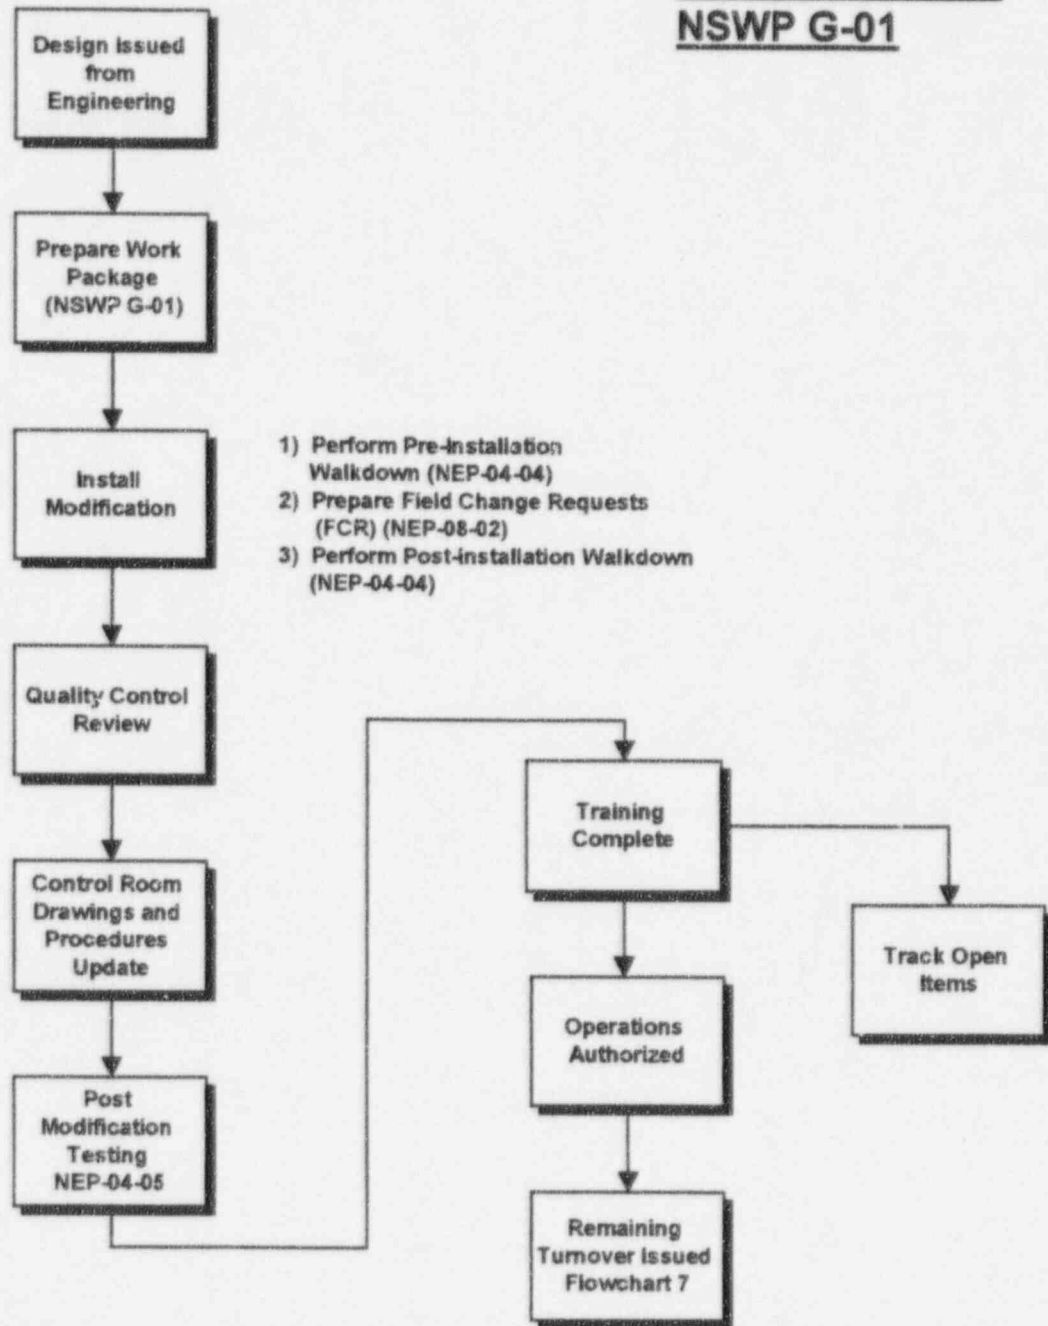 NSWP G-01
Design Issued
from
Engineering
Prepare Work
Package
(NSWP G-01)
Install
Modification
1) Perform Pre-Installation
Walkdown (NEP-04-04)
2) Prepare Field Change Requests
(FCR) (NEP-08-02)
3) Perform Post-installation Walkdown
(NEP-04-04)
Quality Control
Review
Control Room
Drawings and
Procedures
Update
Post
Modification
Testing
NEP-04-05
Training
Complete
Track Open
Items
Operations
Authorized
Remaining
Turnover Issued
Flowchart 7